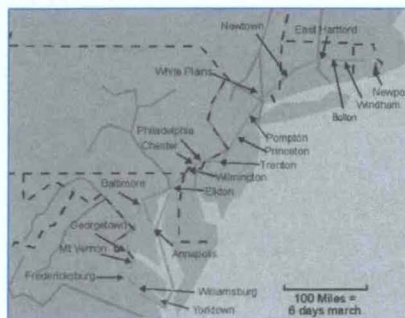 Newtown
East Hartford
White Plains
Newpo
Windham
Bolton
Pompton
Philadelphia
Princeton
Chester
Trenton
Wilmington
Baltimore
Elkton
Georgetown
Mt Vernon
Annapolis
Fredericksburg
Williamsburg
Yorktown
100 Miles =
6 days march